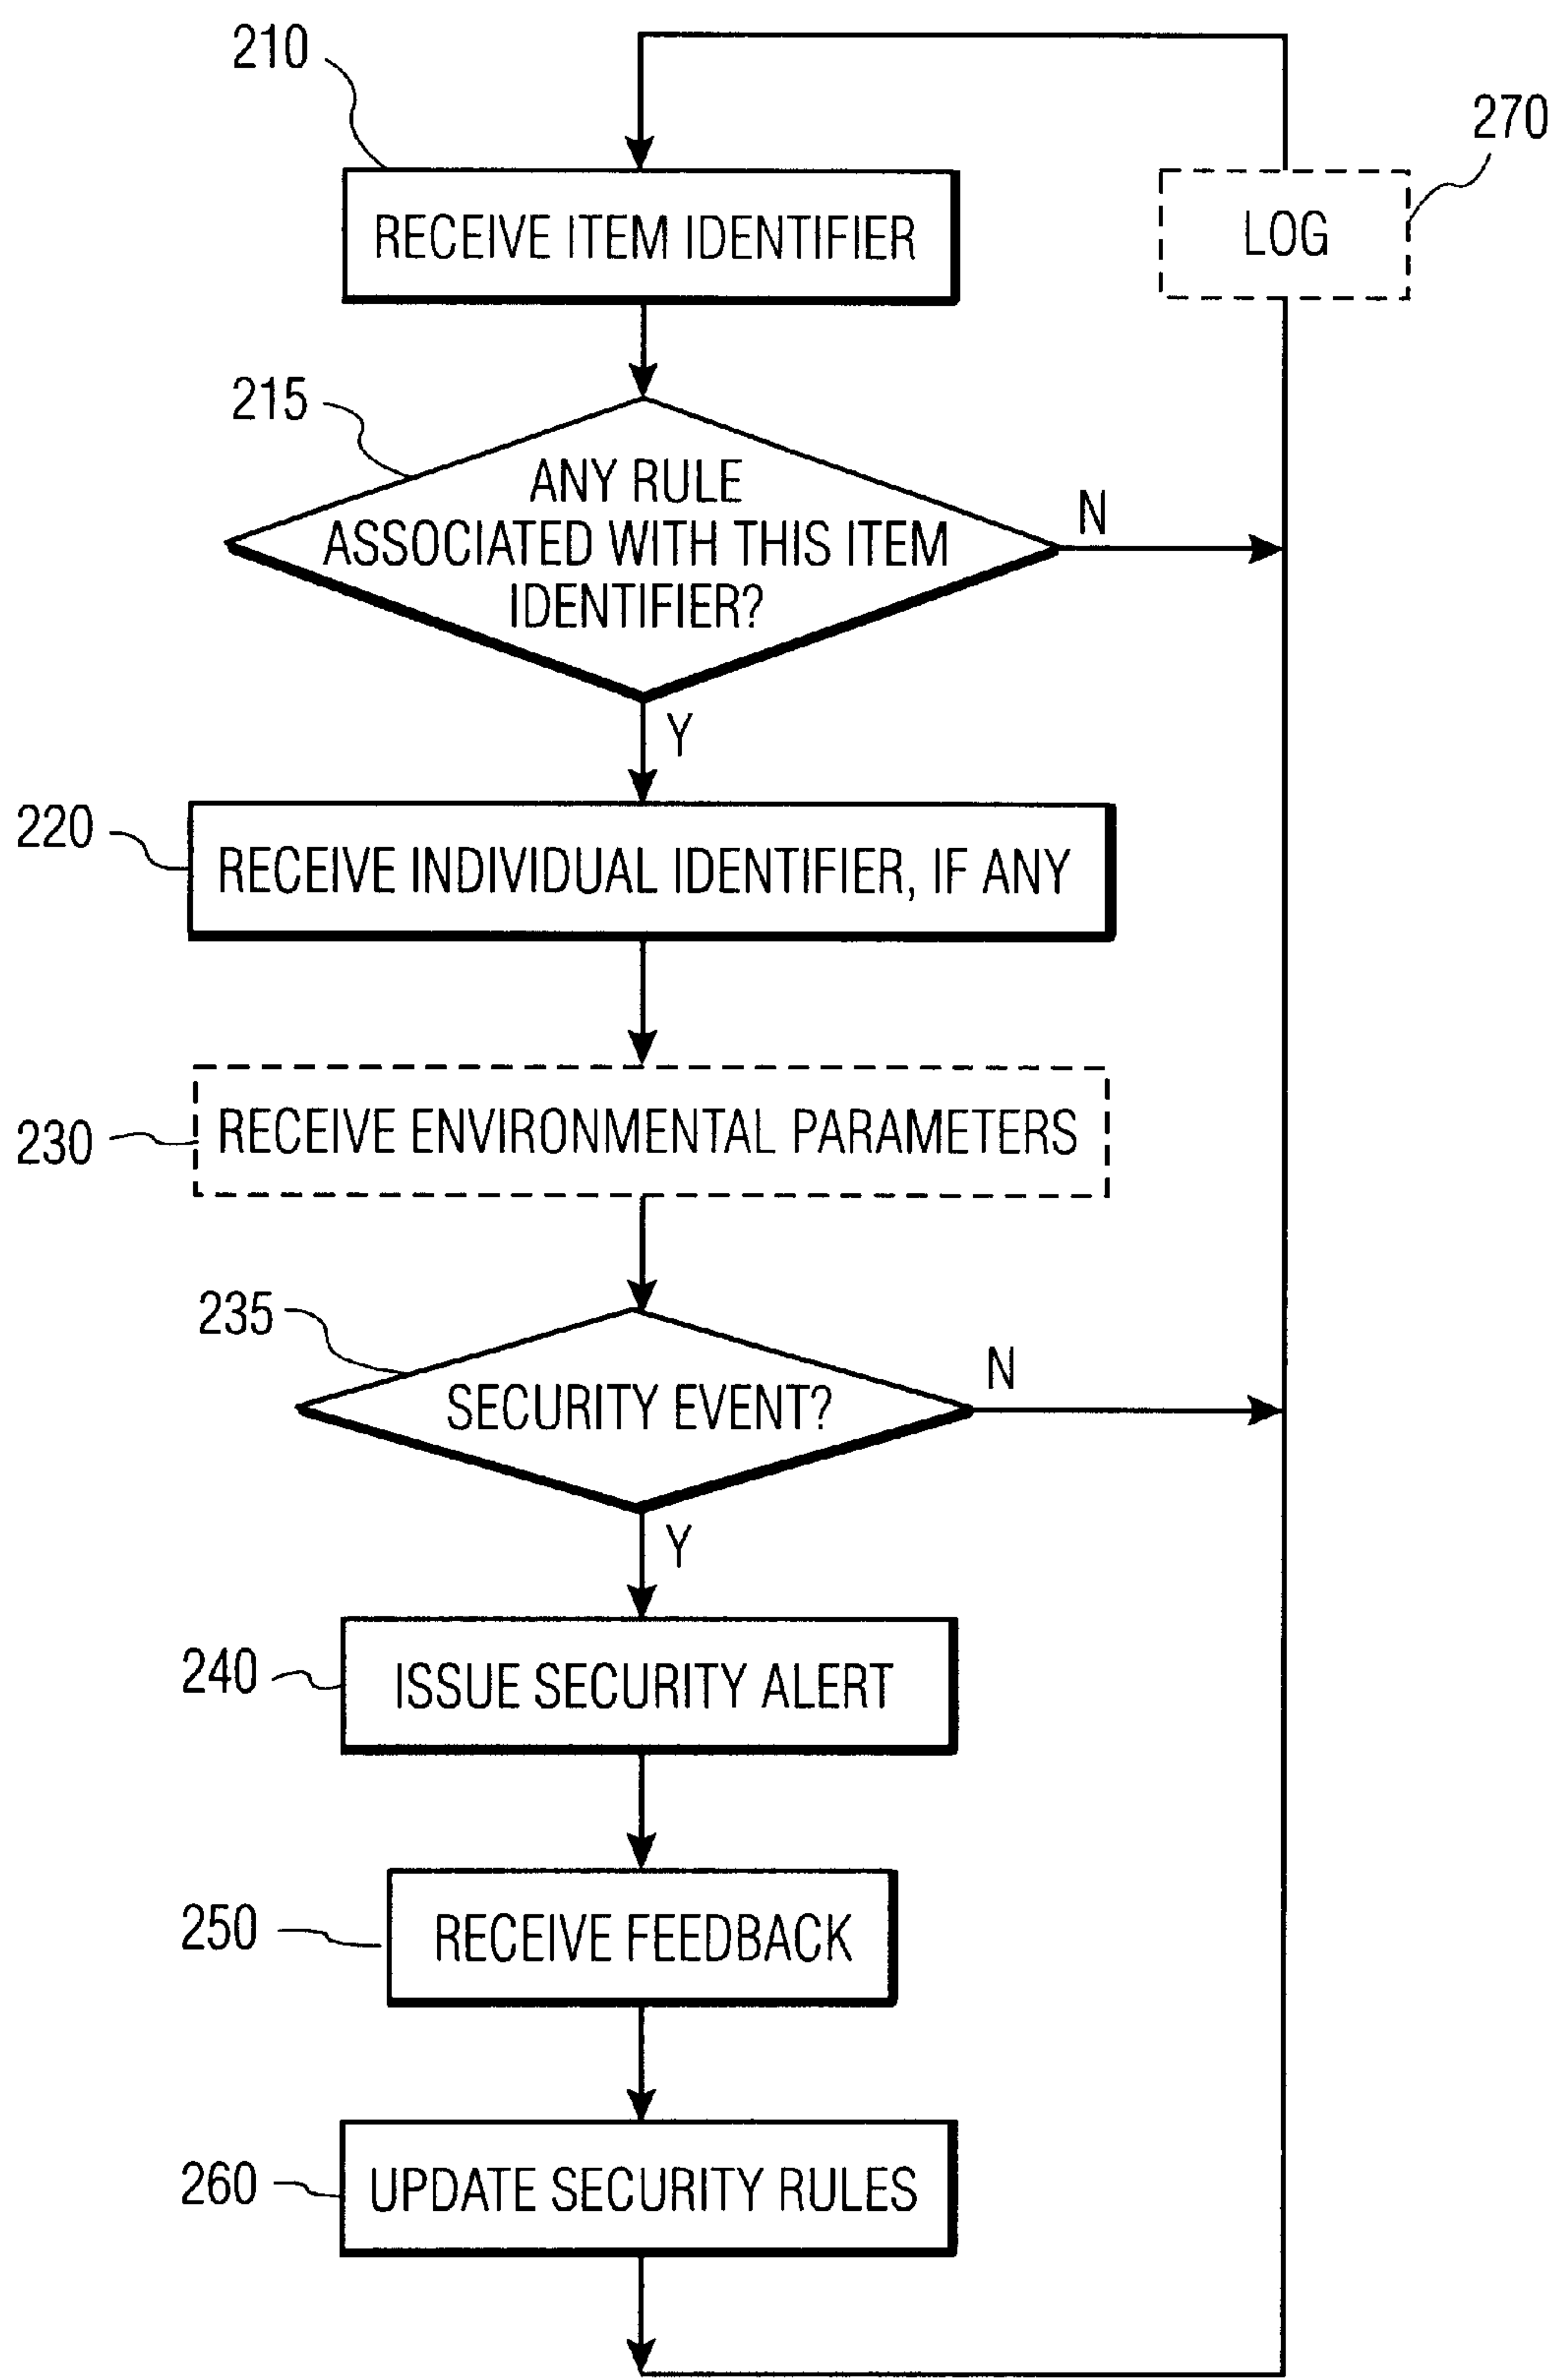 210
270
RECEIVE ITEM IDENTIFIER
LOG
215
ANY RULE
ASSOCIATED WITH THIS ITEM
IDENTIFIER?
N
Y
220
RECEIVE INDIVIDUAL IDENTIFIER, IF ANY
230
RECEIVE ENVIRONMENTAL PARAMETERS
235
SECURITY EVENT?
N
Y
240
ISSUE SECURITY ALERT
250
RECEIVE FEEDBACK
260
UPDATE SECURITY RULES